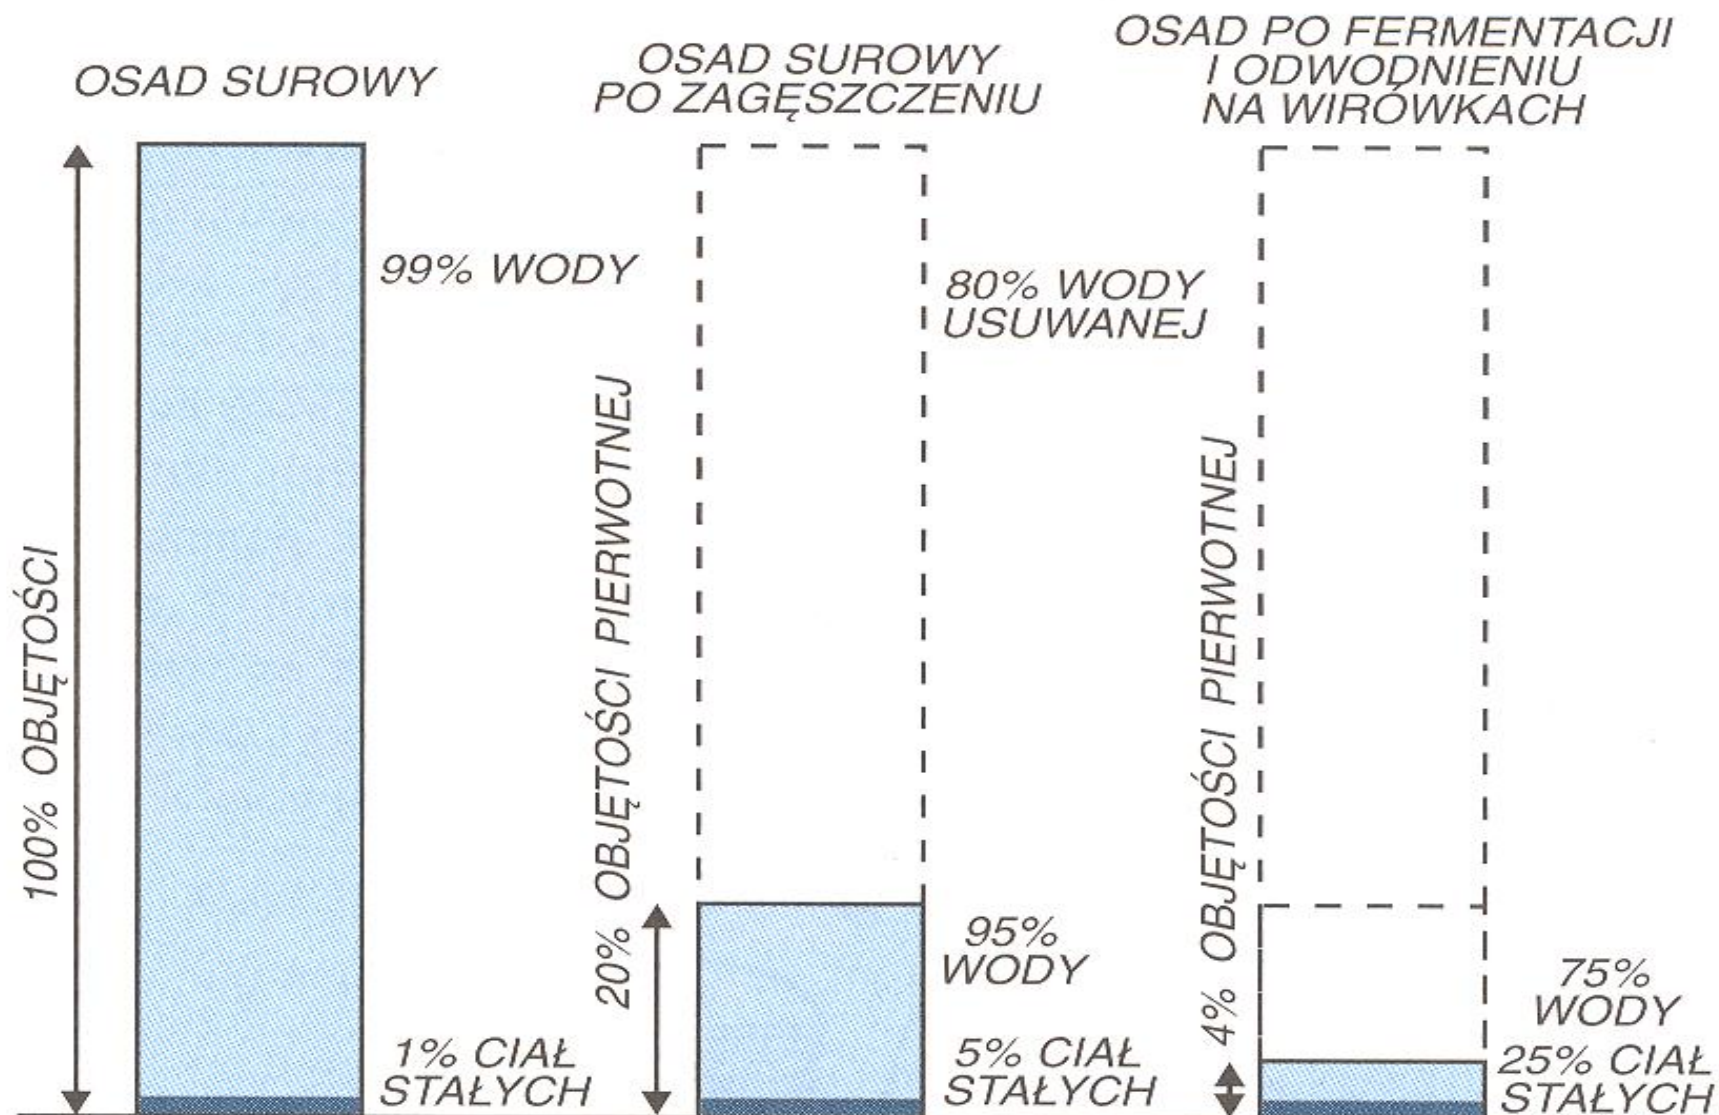 OSAD SUROWY
100% OBJĘTOŚCI
99% WODY
1% CIAŁ
STAŁYCH
OSAD SUROWY
PO ZAGĘSZCZENIU
20% OBJĘTOŚCI PIERWOTNEJ
80% WODY
USUWANEJ
95%
WODY
5% CIAŁ
STAŁYCH
OSAD PO FERMENTACJI
I ODWODNIENIU
NA WIRÓWKACH
4% OBJĘTOŚCI PIERWOTNEJ
75%
WODY
25% CIAŁ
STAŁYCH